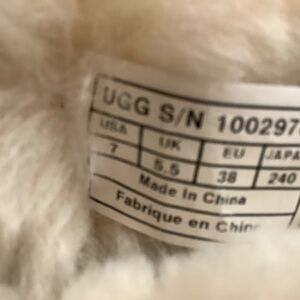 UGG S/N 100297
USA UK EU JAPA
7 5.5 38 240
Made In China
Fabrique en Chin